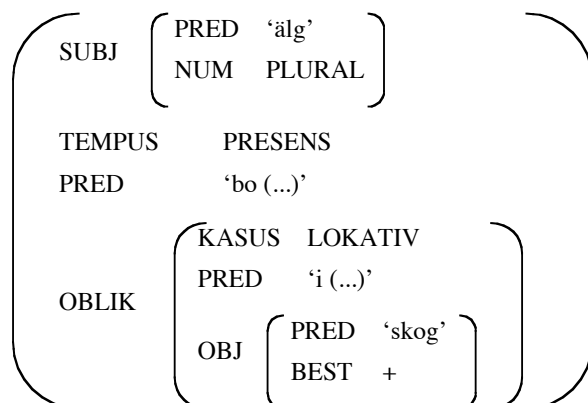 PRED ‘älg’
SUBJ
NUM PLURAL
TEMPUS PRESENS
PRED ‘bo (...)’
KASUS LOKATIV
PRED ‘i (...)’
OBLIK
PRED ‘skog’
OBJ
BEST +